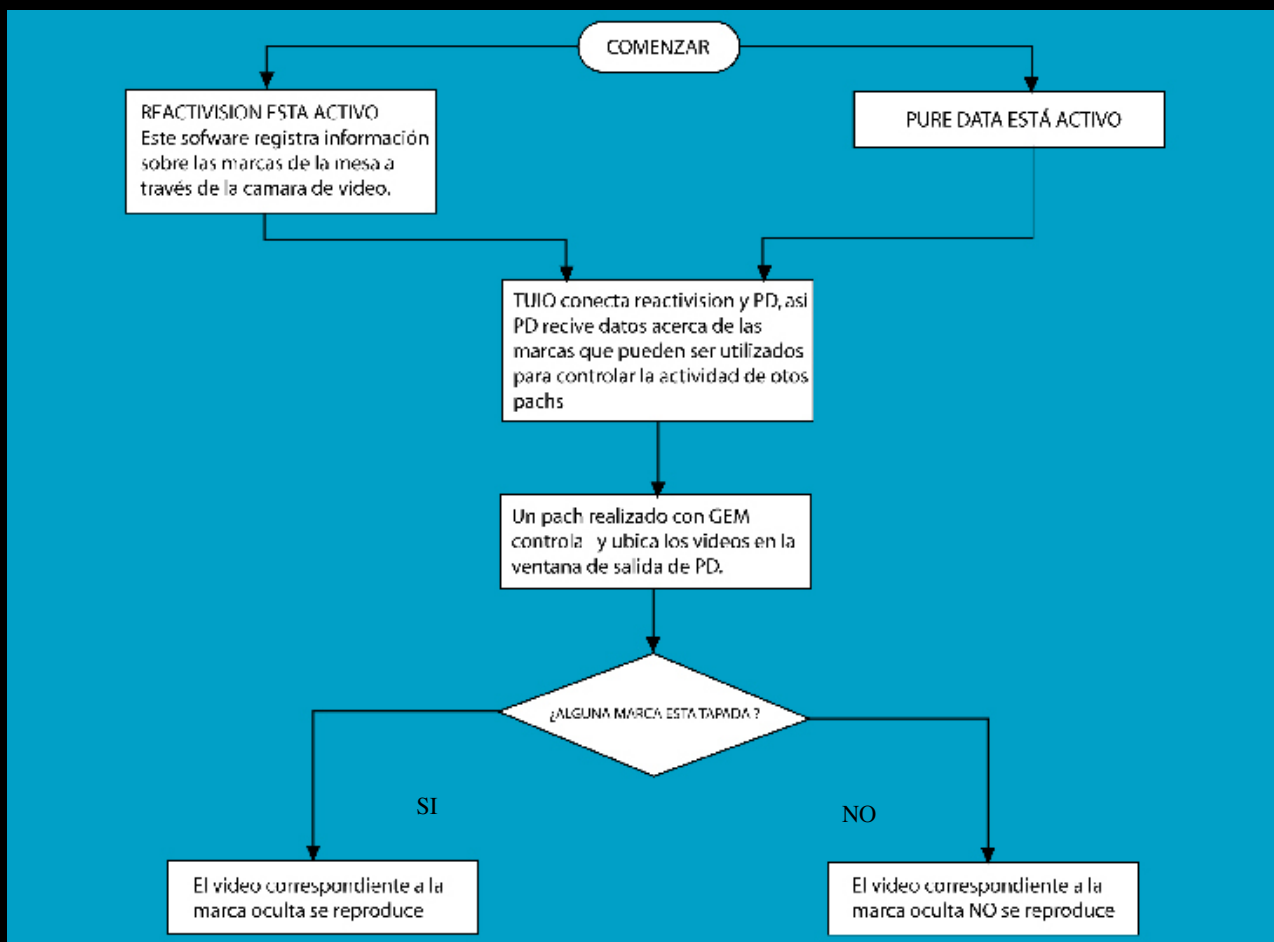 COMENZAR
REACTIVISION ESTA ACTIVO
Este sofware registra información
sobre las marcas de la mesa a
través de la camara de video.
PURE DATA ESTÁ ACTIVO
TUIO conecta reactivision y PD, asi
PD recive datos acerca de las
marcas que pueden ser utilizados
para controlar la actividad de otos
pachs
Un pach realizado con GEM
controla y ubica los videos en la
ventana de salida de PD.
¿ALGUNA MARCA ESTA TAPADA ?
SI
NO
El video correspondiente a la
marca oculta se reproduce
El video correspondiente a la
marca oculta NO se reproduce